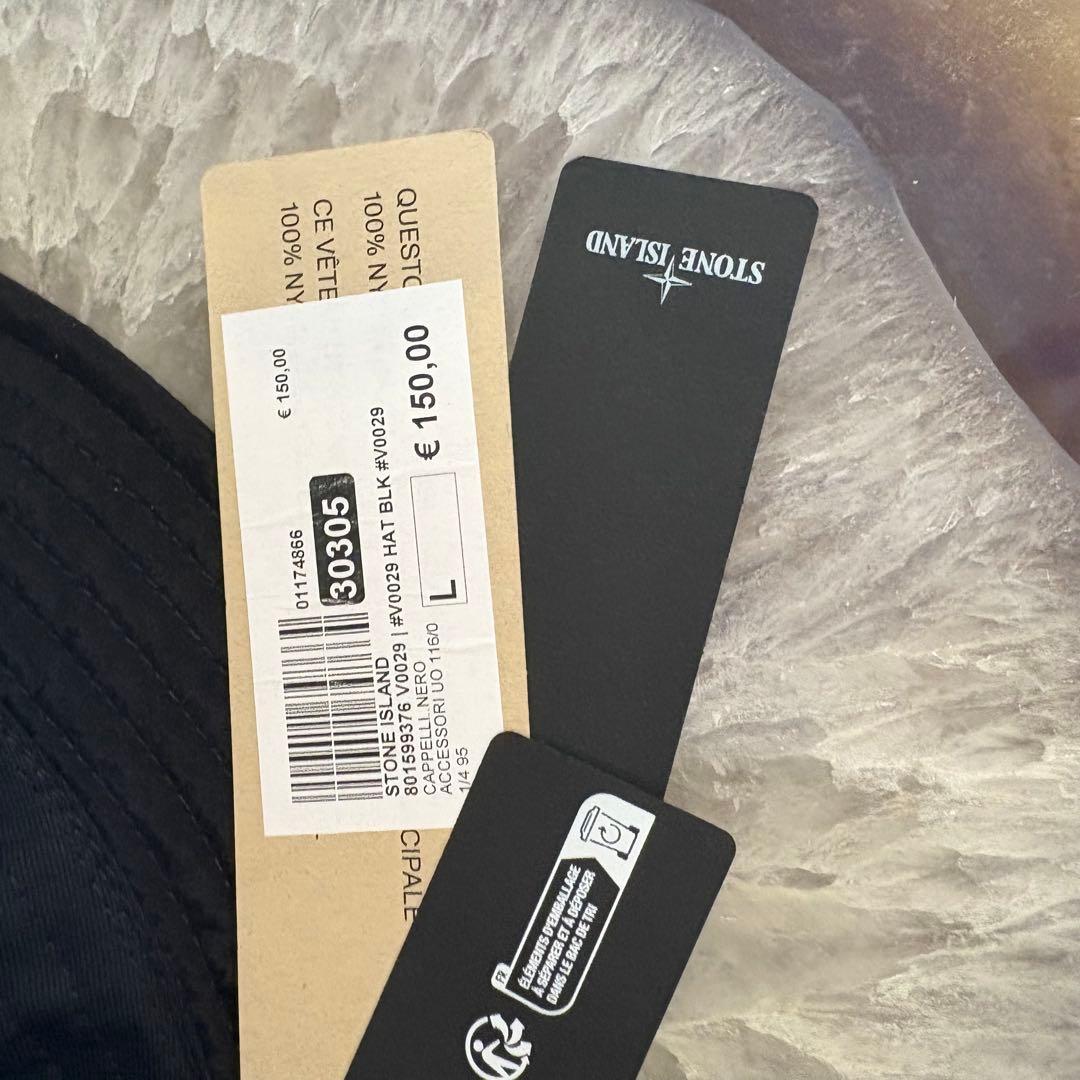 QUESTO
100% NY
CE VÊTE
100% NY
CIPALE
€ 150,00
01174866
30305
STONE ISLAND
801599376 V0029 | #V0029 HAT BLK #V0029
CAPPELLI..NERO
ACCESSORI UO 116/0
1/4 95
L
€ 150,00
STONE ISLAND
FR
ÉLÉMENTS D'EMBALLAGE
À SÉPARER ET À DÉPOSER
DANS LE BAC DE TRI